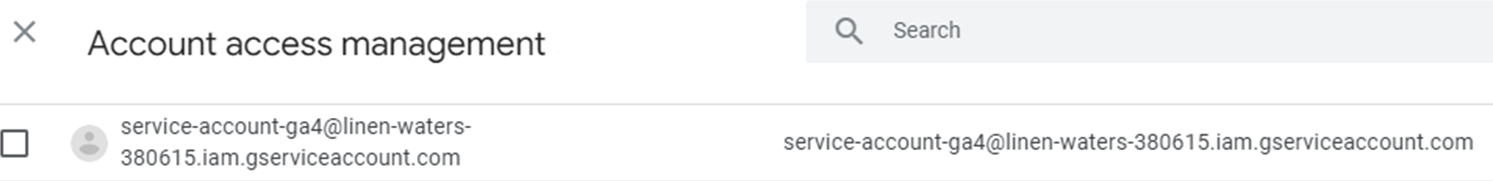 Account access management
Search
service-account-ga4@linen-waters-
380615.iam.gserviceaccount.com
service-account-ga4@linen-waters-380615.iam.gserviceaccount.com